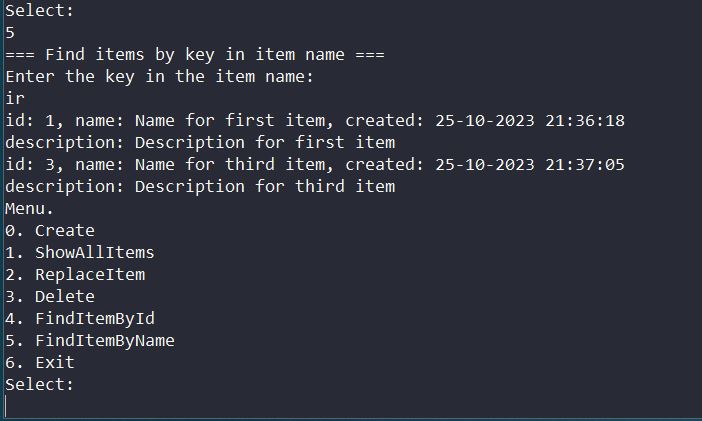 Select:
5
=== Find items by key in item name ===
Enter the key in the item name:
ir
id: 1, name: Name for first item, created: 25-10-2023 21:36:18
description: Description for first item
id: 3, name: Name for third item, created: 25-10-2023 21:37:05
description: Description for third item
Menu.
0. Create
1. ShowAllItems
2. ReplaceItem
3. Delete
4. FindItemById
5. FindItemByName
6. Exit
Select: